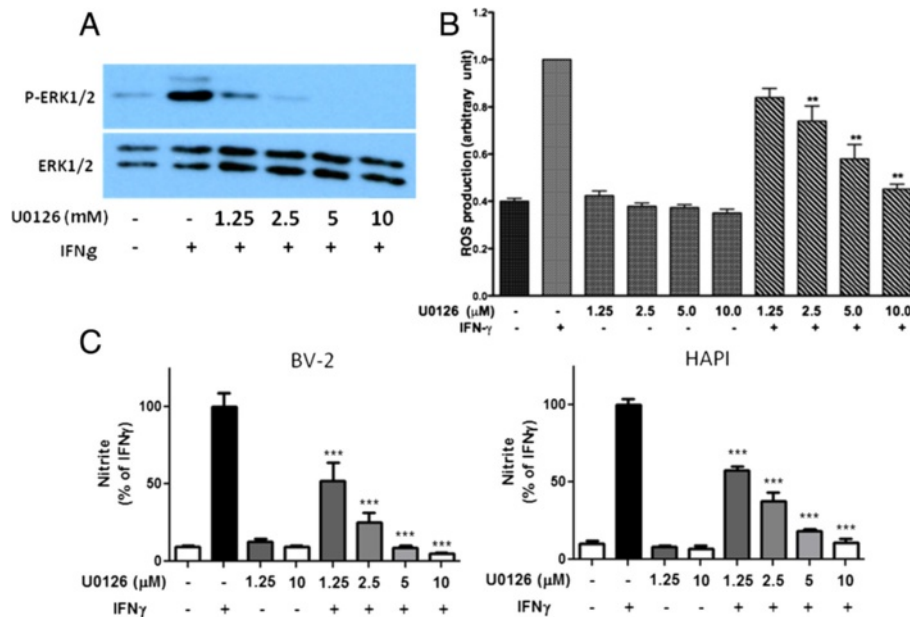 A
P-ERK1/2
ERK1/2
U0126 (mM) - - 1.25 2.5 5 10
IFNg - + + + + +
B
ROS production (arbitrary unit)
1.2
1.0
0.8
0.6
0.4
0.2
0.0
** ** **
U0126 (μM) - - 1.25 2.5 5.0 10.0 1.25 2.5 5.0 10.0
IFN-γ - + - - - - + + + +
C
BV-2
Nitrite
(% of IFNγ)
100
50
0
*** *** *** ***
U0126 (μM) - - 1.25 10 1.25 2.5 5 10
IFNγ - + - - + + + +
HAPI
Nitrite
(% of IFNγ)
100
50
0
*** *** *** ***
U0126 (μM) - - 1.25 10 1.25 2.5 5 10
IFNγ - + - - + + + +